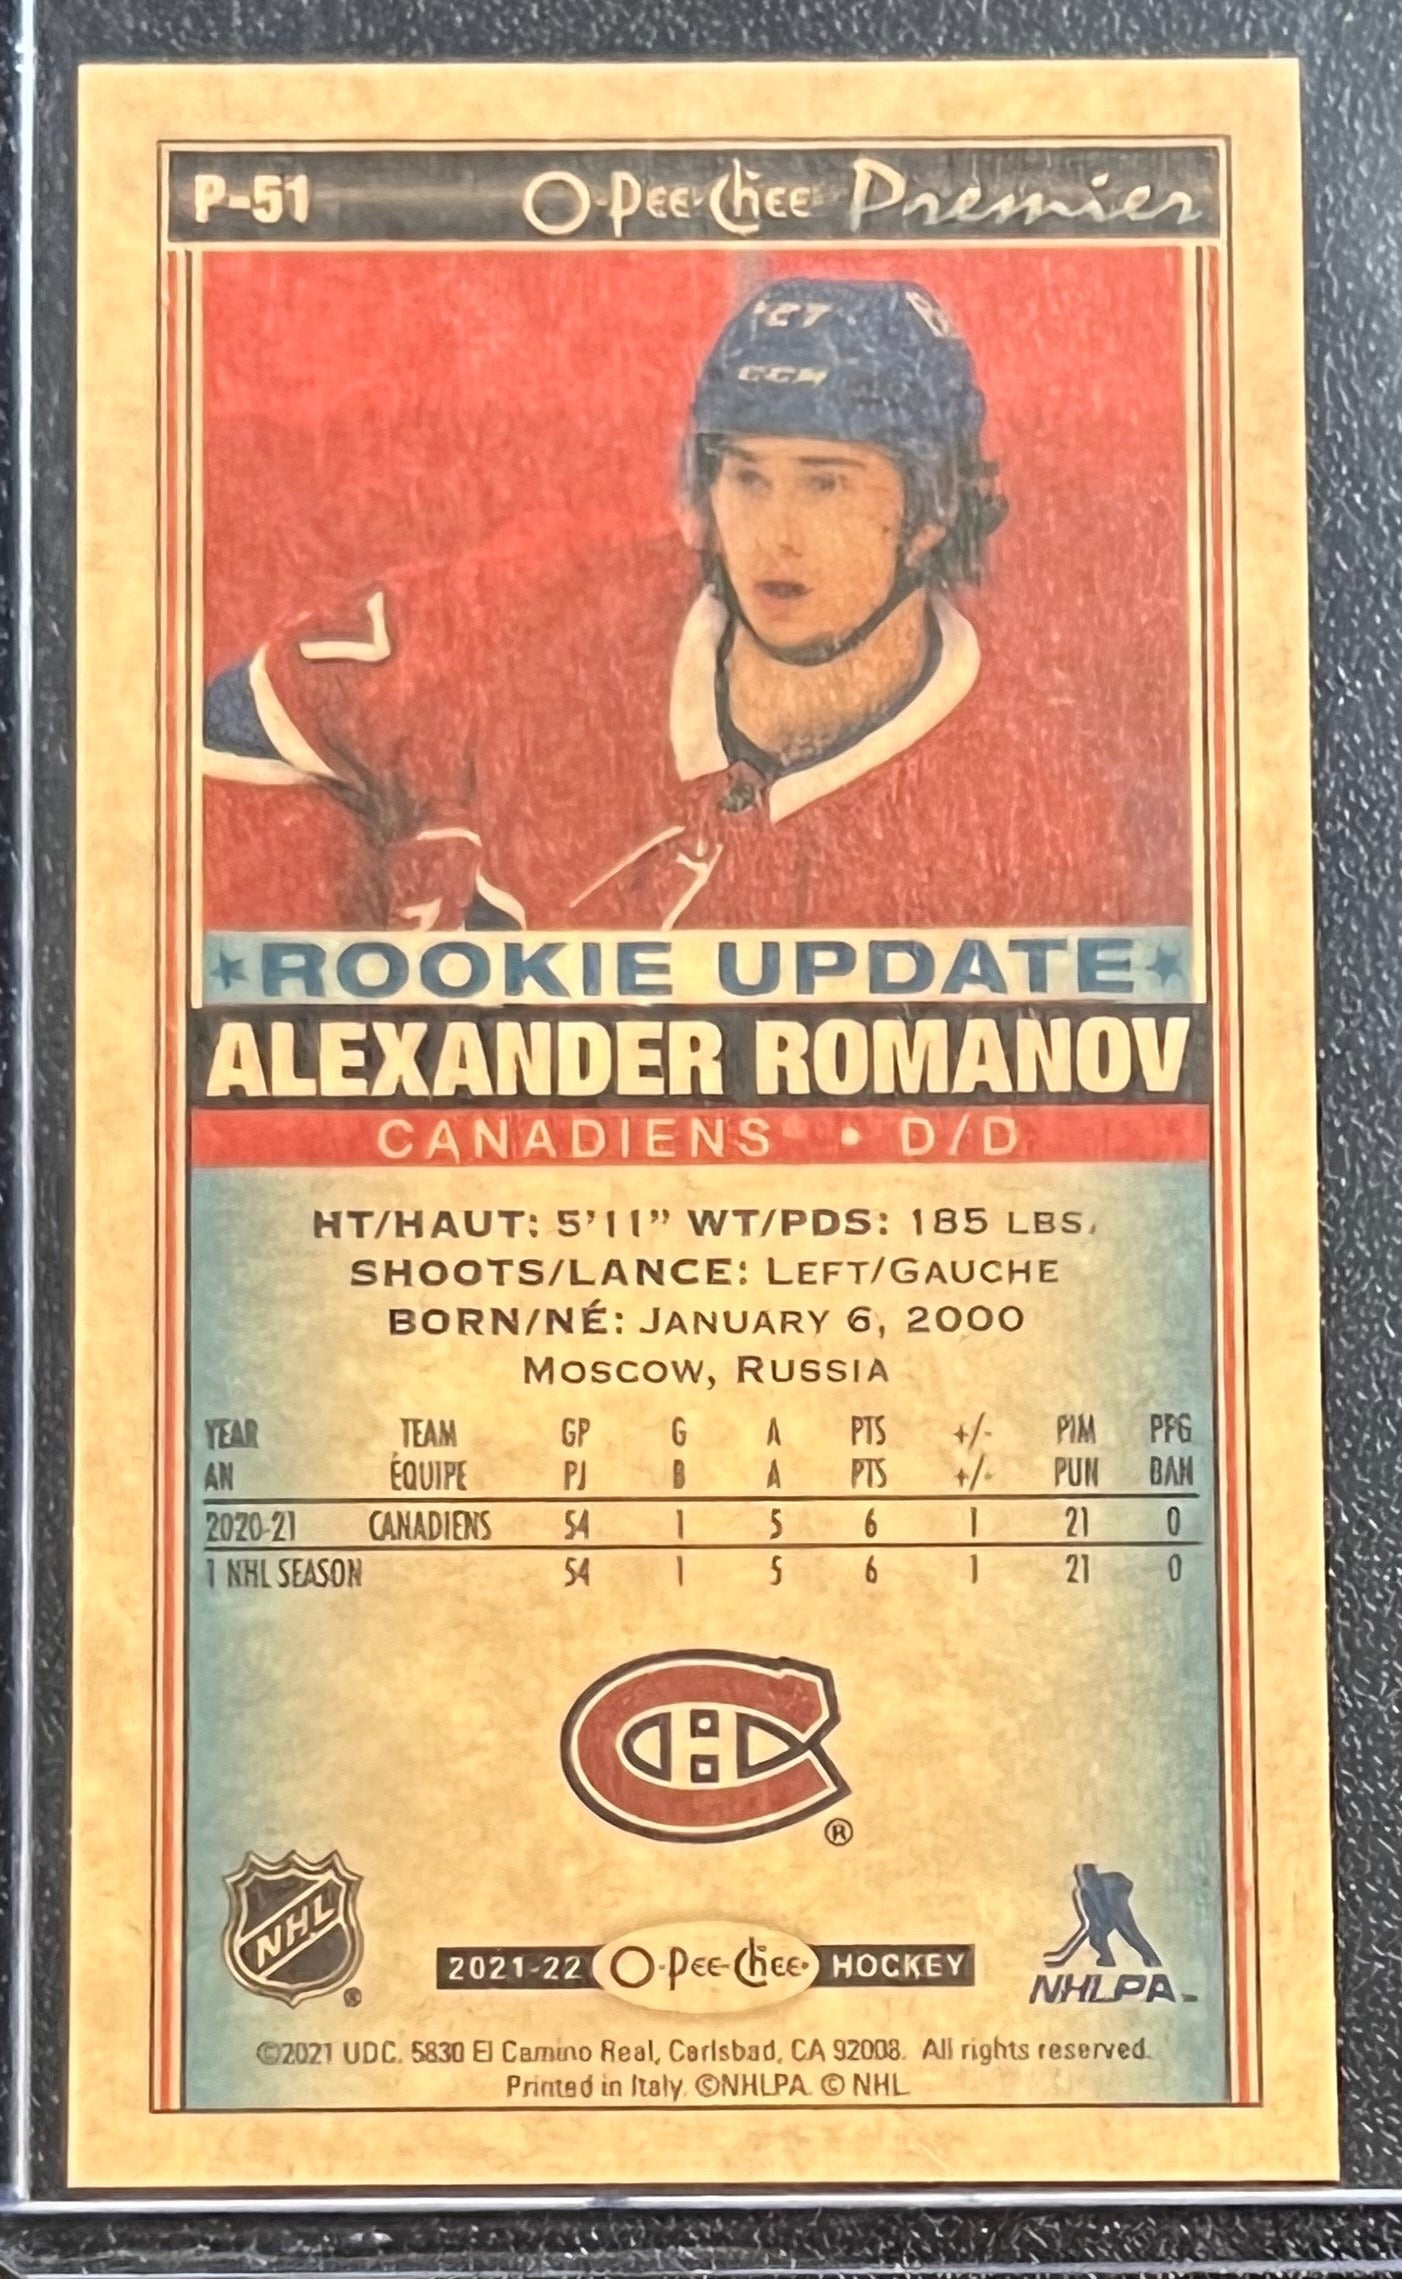 P-51 O-Pee-Chee Premier
CCM
★ROOKIE UPDATE★
ALEXANDER ROMANOV
CANADIENS • D/D
HT/HAUT: 5'11" WT/PDS: 185 LBS.
SHOOTS/LANCE: LEFT/GAUCHE
BORN/NÉ: JANUARY 6, 2000
MOSCOW, RUSSIA
YEAR TEAM GP G A PTS +/- PIM PPG
AN ÉQUIPE PJ B A PTS +/- PUN BAN
2020-21 CANADIENS 54 1 5 6 1 21 0
1 NHL SEASON 54 1 5 6 1 21 0
CH
®
NHL
2021-22 O-Pee-Chee HOCKEY
NHLPA
©2021 UDC. 5830 El Camino Real, Carlsbad, CA 92008. All rights reserved.
Printed in Italy. ©NHLPA. © NHL